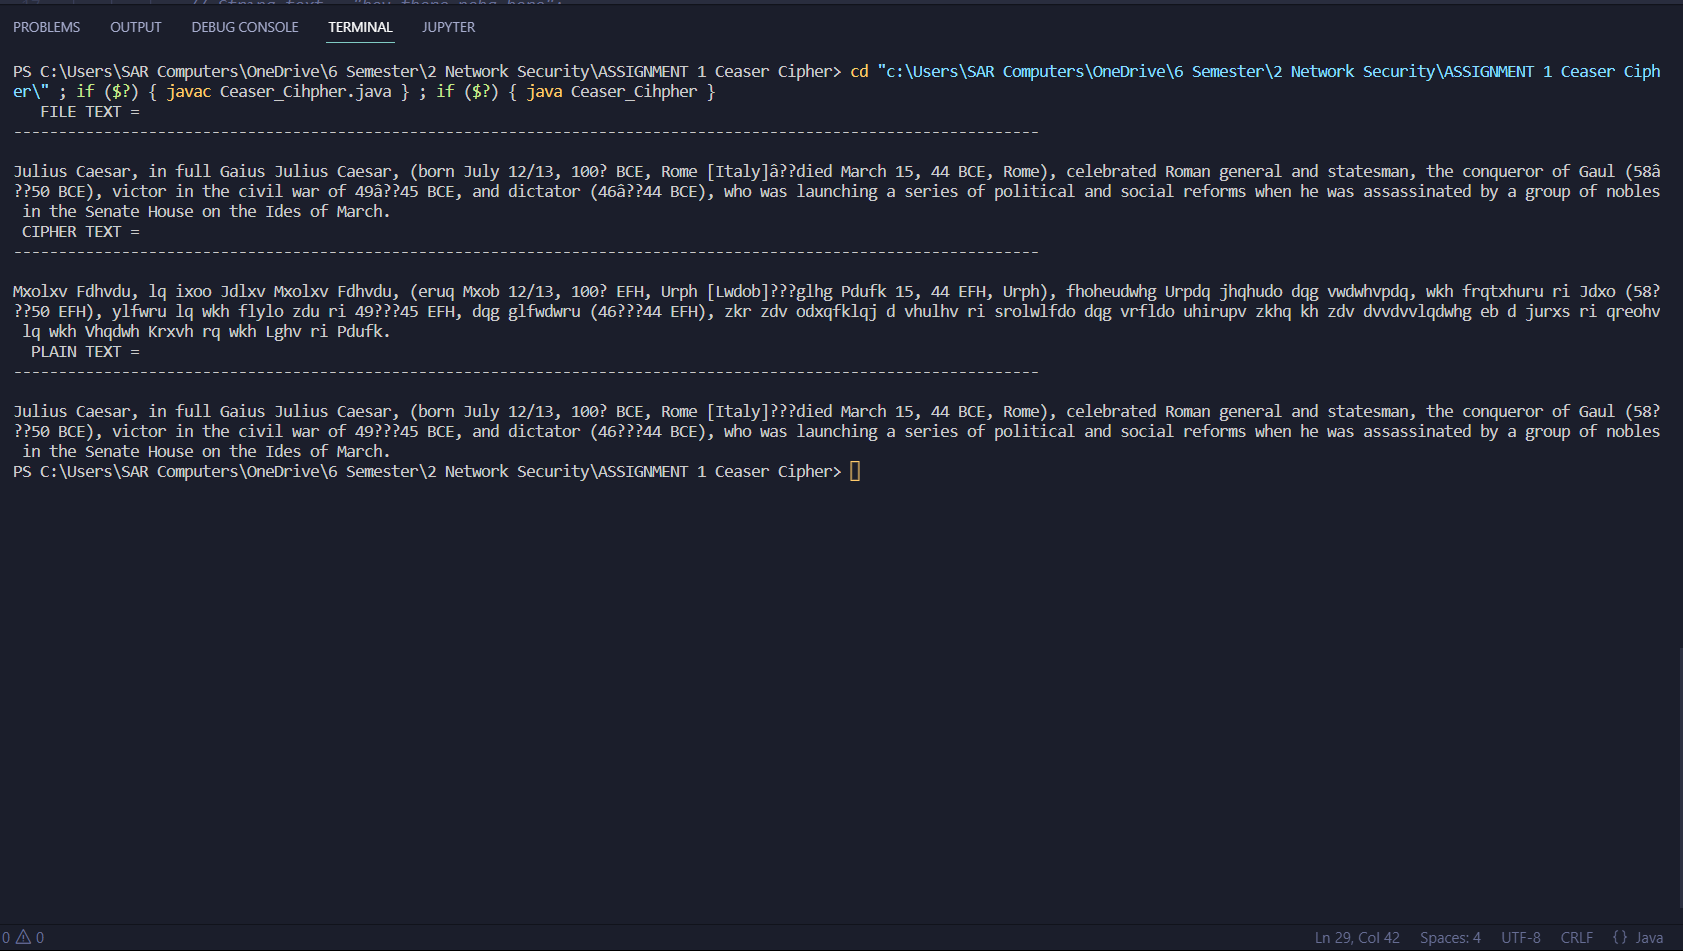 PROBLEMS OUTPUT DEBUG CONSOLE TERMINAL JUPYTER
PS C:\Users\SAR Computers\OneDrive\6 Semester\2 Network Security\ASSIGNMENT 1 Ceaser Cipher> cd "c:\Users\SAR Computers\OneDrive\6 Semester\2 Network Security\ASSIGNMENT 1 Ceaser Ciph
er\" ; if ($?) { javac Ceaser_Cihpher.java } ; if ($?) { java Ceaser_Cihpher }
FILE TEXT =
------------------------------------------------------------------------------------------------------------------
Julius Caesar, in full Gaius Julius Caesar, (born July 12/13, 100? BCE, Rome [Italy]â??died March 15, 44 BCE, Rome), celebrated Roman general and statesman, the conqueror of Gaul (58â
??50 BCE), victor in the civil war of 49â??45 BCE, and dictator (46â??44 BCE), who was launching a series of political and social reforms when he was assassinated by a group of nobles
in the Senate House on the Ides of March.
CIPHER TEXT =
------------------------------------------------------------------------------------------------------------------
Mxolxv Fdhvdu, lq ixoo Jdlxv Mxolxv Fdhvdu, (eruq Mxob 12/13, 100? EFH, Urph [Lwdob]???glhg Pdufk 15, 44 EFH, Urph), fhoheudwhg Urpdq jhqhudo dqg vwdwhvpdq, wkh frqtxhuru ri Jdxo (58?
??50 EFH), ylfwru lq wkh flylo zdu ri 49???45 EFH, dqg glfwdwru (46???44 EFH), zkr zdv odxqfklqj d vhulhv ri srolwlfdo dqg vrfldo uhirupv zkhq kh zdv dvvdvvlqdwhg eb d jurxs ri qreohv
lq wkh Vhqdwh Krxvh rq wkh Lghv ri Pdufk.
PLAIN TEXT =
------------------------------------------------------------------------------------------------------------------
Julius Caesar, in full Gaius Julius Caesar, (born July 12/13, 100? BCE, Rome [Italy]???died March 15, 44 BCE, Rome), celebrated Roman general and statesman, the conqueror of Gaul (58?
??50 BCE), victor in the civil war of 49???45 BCE, and dictator (46???44 BCE), who was launching a series of political and social reforms when he was assassinated by a group of nobles
in the Senate House on the Ides of March.
PS C:\Users\SAR Computers\OneDrive\6 Semester\2 Network Security\ASSIGNMENT 1 Ceaser Cipher>
0 0 Ln 29, Col 42 Spaces: 4 UTF-8 CRLF {} Java